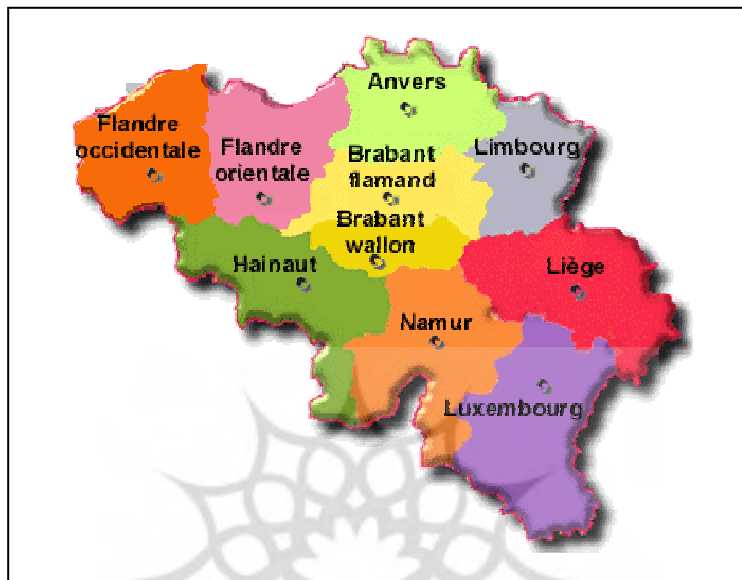 Anvers
Flandre
occidentale
Flandre
orientale
Brabant
flamand
Limbourg
Brabant
wallon
Hainaut
Liège
Namur
Luxembourg